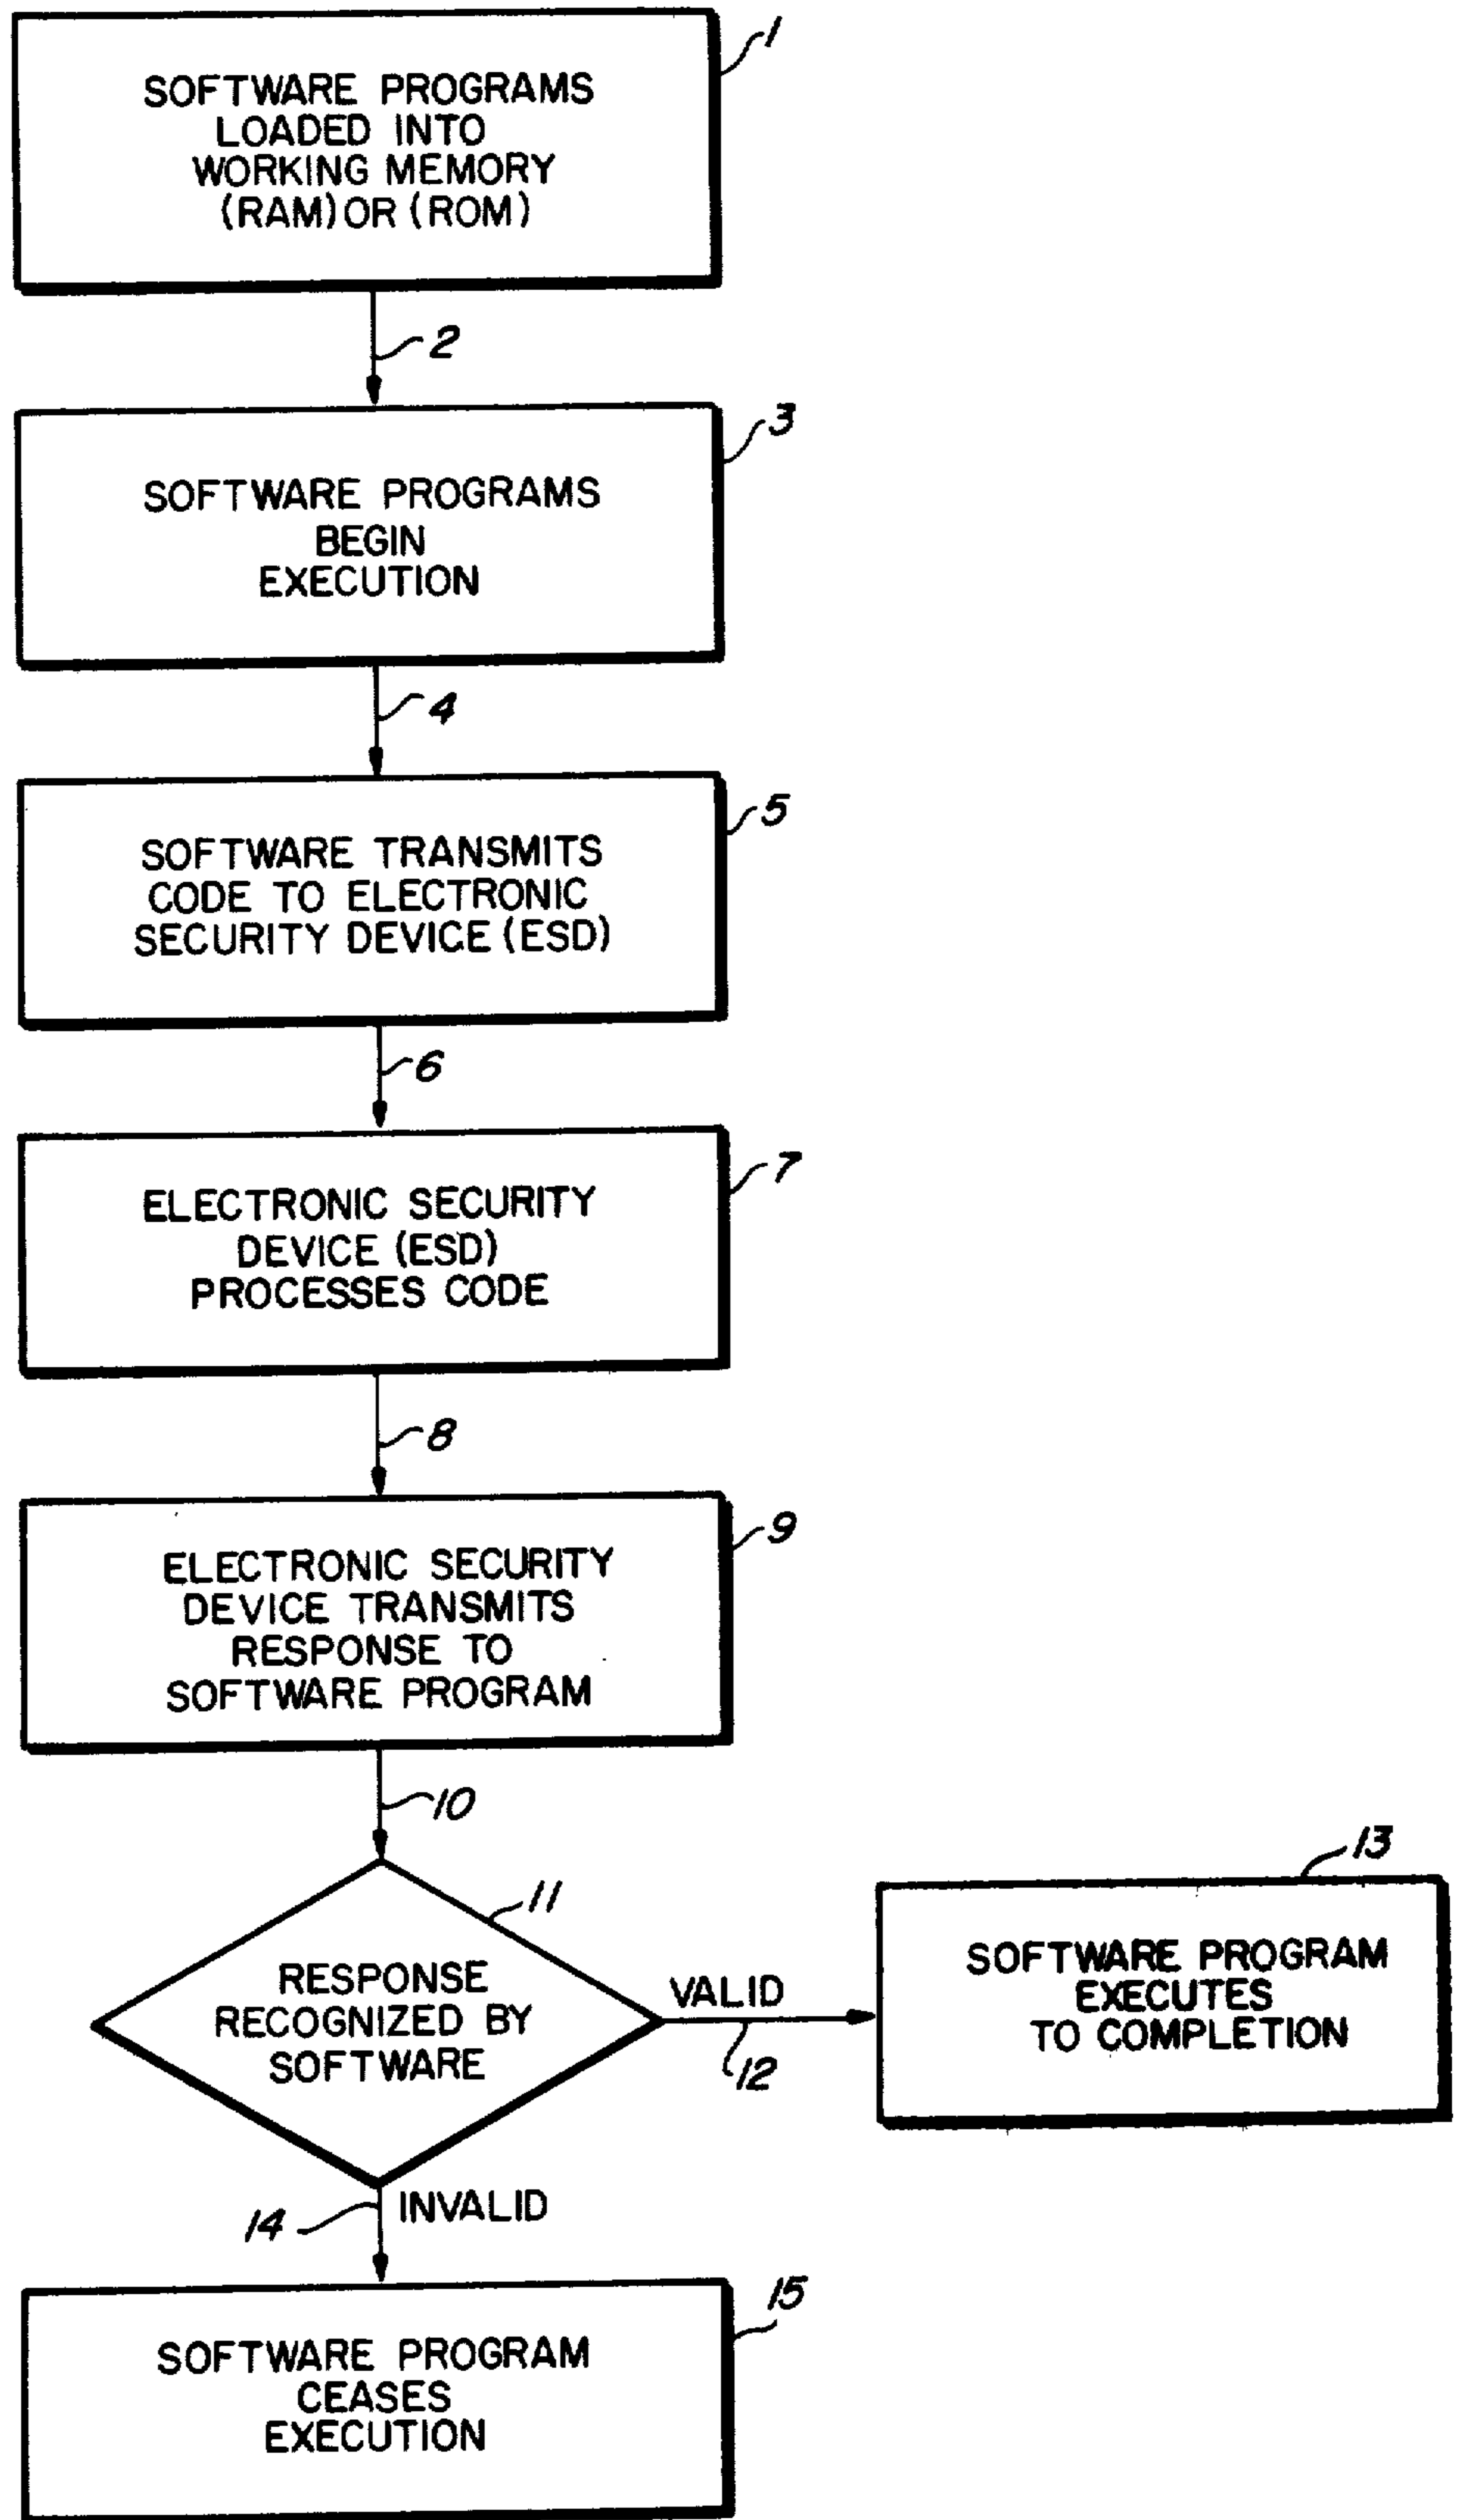 1
SOFTWARE PROGRAMS
LOADED INTO
WORKING MEMORY
(RAM) OR (ROM)
2
3
SOFTWARE PROGRAMS
BEGIN
EXECUTION
4
5
SOFTWARE TRANSMITS
CODE TO ELECTRONIC
SECURITY DEVICE (ESD)
6
7
ELECTRONIC SECURITY
DEVICE (ESD)
PROCESSES CODE
8
9
ELECTRONIC SECURITY
DEVICE TRANSMITS
RESPONSE TO
SOFTWARE PROGRAM
10
11
RESPONSE
RECOGNIZED BY
SOFTWARE
VALID
12
13
SOFTWARE PROGRAM
EXECUTES
TO COMPLETION
14
INVALID
15
SOFTWARE PROGRAM
CEASES
EXECUTION